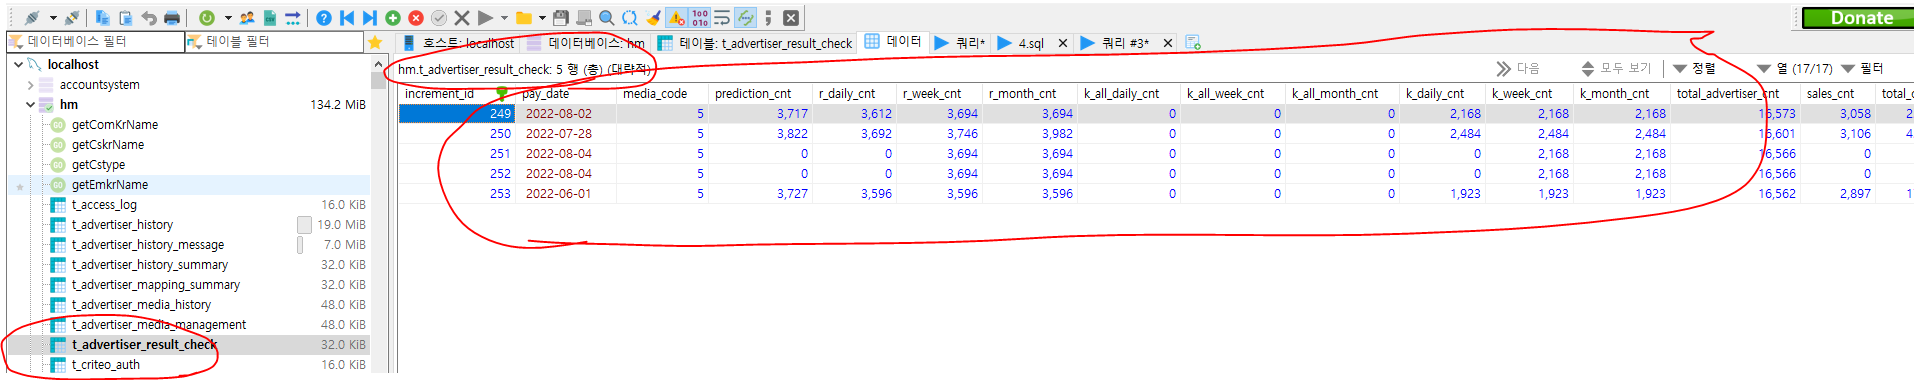 Donate
데이터베이스 필터 테이블 필터 호스트: localhost 데이터베이스: hm 테이블: t_advertiser_result_check 데이터 쿼리* 4.sql 쿼리 #3*
localhost
accountsystem
hm 134.2 MiB
getComKrName
getCskrName
getCstype
getEmkrName
t_access_log 16.0 KiB
t_advertiser_history 19.0 MiB
t_advertiser_history_message 7.0 MiB
t_advertiser_history_summary 32.0 KiB
t_advertiser_mapping_summary 32.0 KiB
t_advertiser_media_history 48.0 KiB
t_advertiser_media_management 48.0 KiB
t_advertiser_result_check 32.0 KiB
t_criteo_auth 16.0 KiB
hm.t_advertiser_result_check: 5 행 (총) (대략적) 다음 모두 보기 정렬 열 (17/17) 필터
increment_id pay_date media_code prediction_cnt r_daily_cnt r_week_cnt r_month_cnt k_all_daily_cnt k_all_week_cnt k_all_month_cnt k_daily_cnt k_week_cnt k_month_cnt total_advertiser_cnt sales_cnt total_c
249 2022-08-02 5 3,717 3,612 3,694 3,694 0 0 0 2,168 2,168 2,168 16,573 3,058 2
250 2022-07-28 5 3,822 3,692 3,746 3,982 0 0 0 2,484 2,484 2,484 16,601 3,106 4
251 2022-08-04 5 0 0 3,694 3,694 0 0 0 0 2,168 2,168 16,566 0
252 2022-08-04 5 0 0 3,694 3,694 0 0 0 0 2,168 2,168 16,566 0
253 2022-06-01 5 3,727 3,596 3,596 3,596 0 0 0 1,923 1,923 1,923 16,562 2,897 1